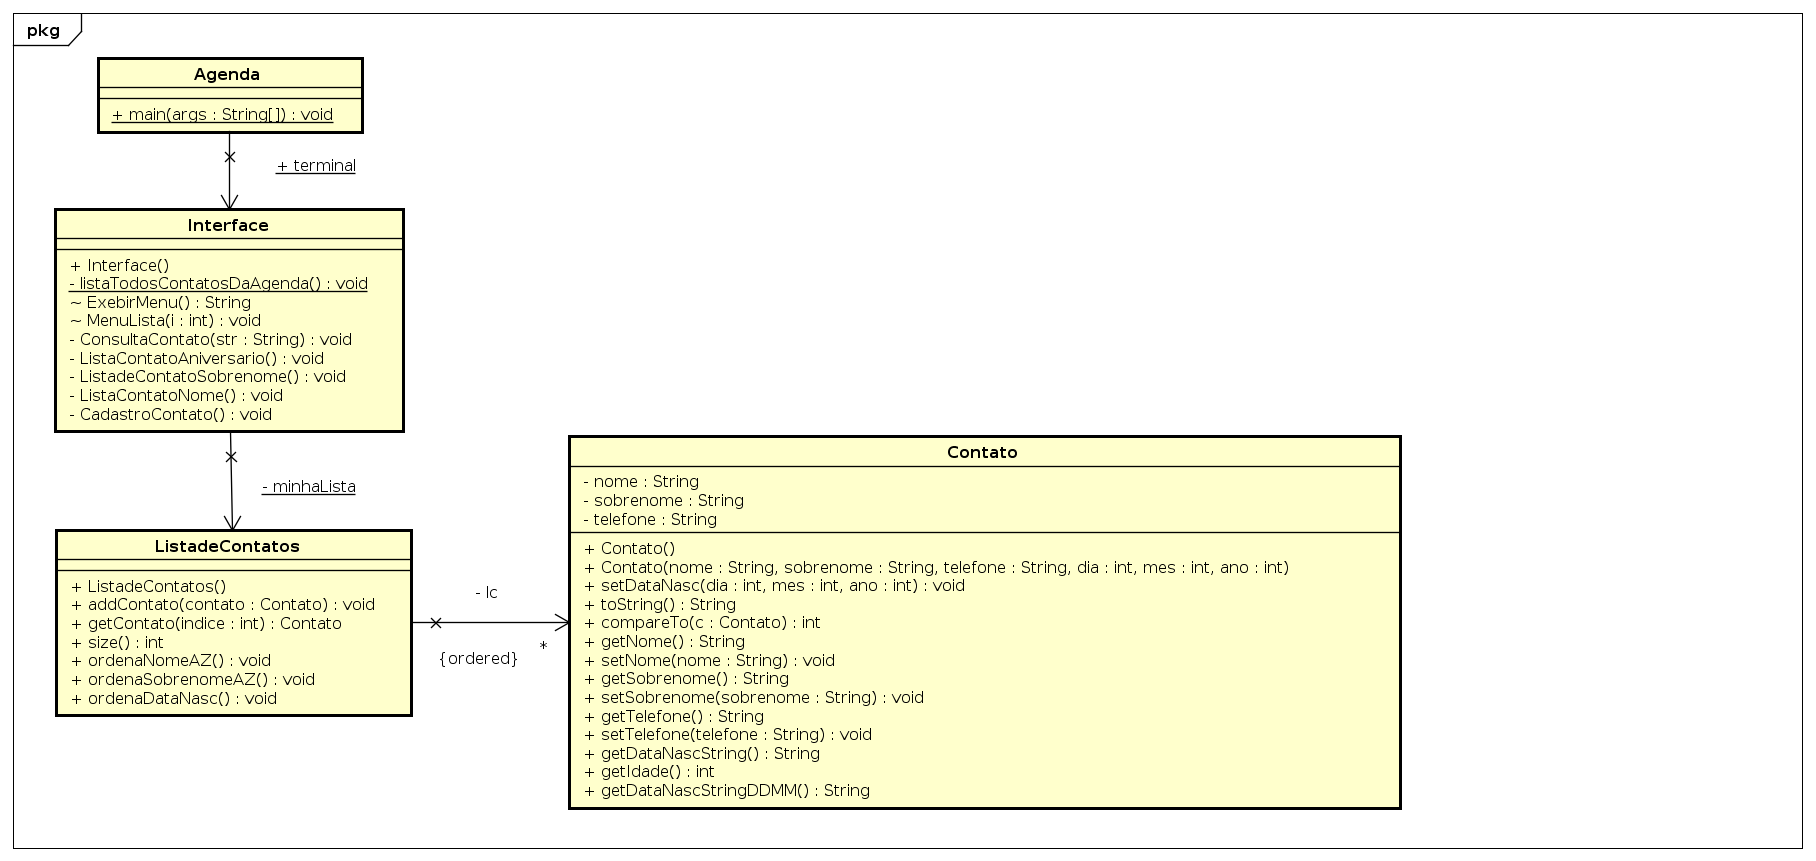 pkg
Agenda
+ main(args : String[]) : void
+ terminal
Interface
+ Interface()
- listaTodosContatosDaAgenda() : void
~ ExebirMenu() : String
~ MenuLista(i : int) : void
- ConsultaContato(str : String) : void
- ListaContatoAniversario() : void
- ListadeContatoSobrenome() : void
- ListaContatoNome() : void
- CadastroContato() : void
- minhaLista
ListadeContatos
+ ListadeContatos()
+ addContato(contato : Contato) : void
+ getContato(indice : int) : Contato
+ size() : int
+ ordenaNomeAZ() : void
+ ordenaSobrenomeAZ() : void
+ ordenaDataNasc() : void
- lc
*
{ordered}
Contato
- nome : String
- sobrenome : String
- telefone : String
+ Contato()
+ Contato(nome : String, sobrenome : String, telefone : String, dia : int, mes : int, ano : int)
+ setDataNasc(dia : int, mes : int, ano : int) : void
+ toString() : String
+ compareTo(c : Contato) : int
+ getNome() : String
+ setNome(nome : String) : void
+ getSobrenome() : String
+ setSobrenome(sobrenome : String) : void
+ getTelefone() : String
+ setTelefone(telefone : String) : void
+ getDataNascString() : String
+ getIdade() : int
+ getDataNascStringDDMM() : String